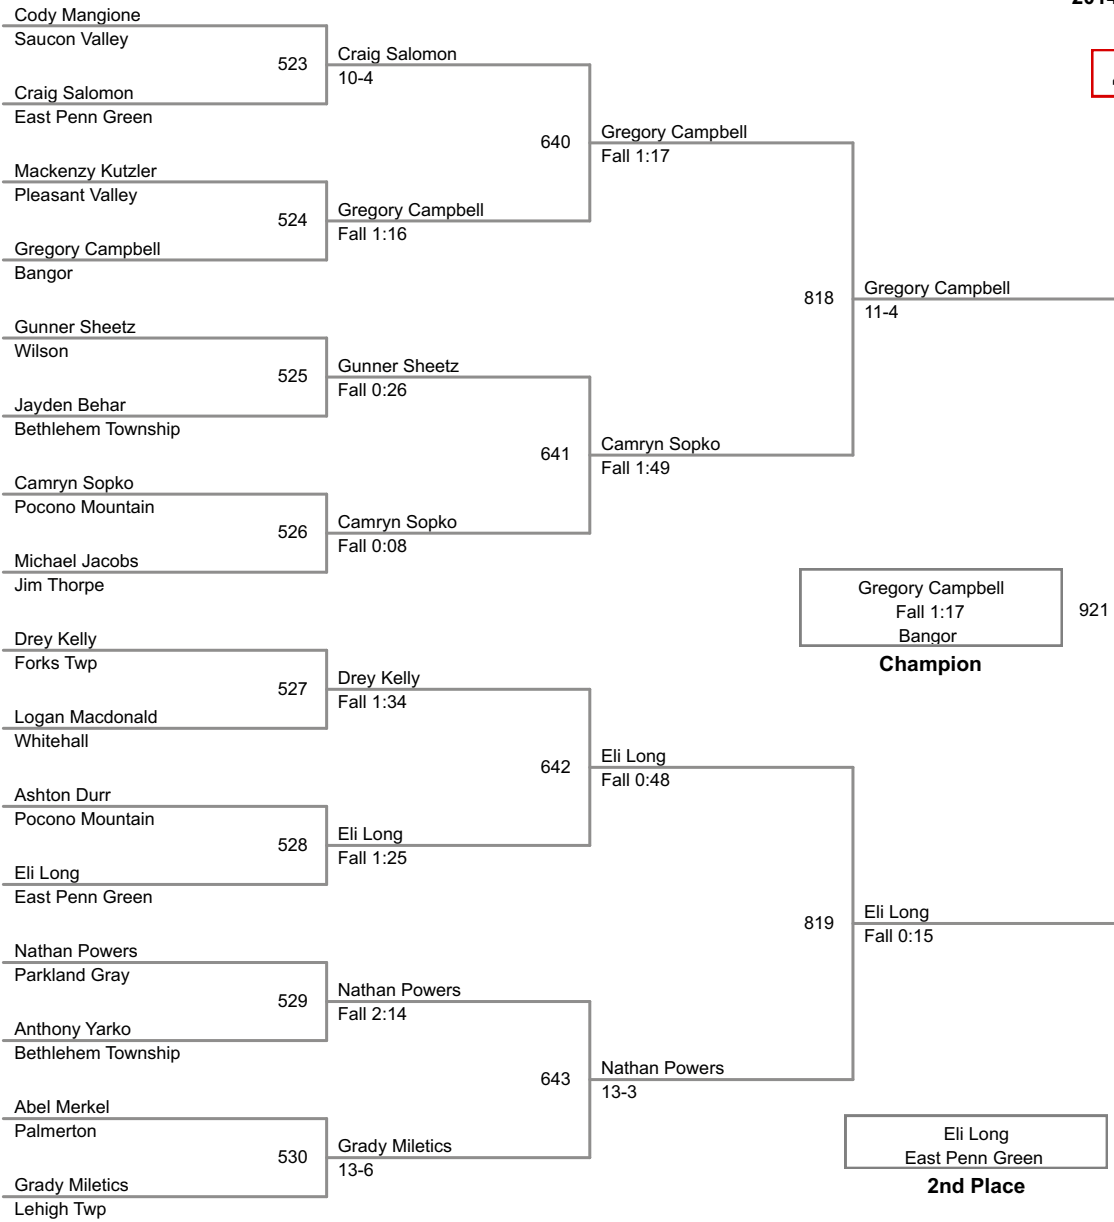 2014
Cody Mangione
Saucon Valley
523
Craig Salomon
10-4
Craig Salomon
East Penn Green
640
Gregory Campbell
Fall 1:17
Mackenzy Kutzler
Pleasant Valley
524
Gregory Campbell
Fall 1:16
Gregory Campbell
Bangor
818
Gregory Campbell
11-4
Gunner Sheetz
Wilson
525
Gunner Sheetz
Fall 0:26
Jayden Behar
Bethlehem Township
641
Camryn Sopko
Fall 1:49
Camryn Sopko
Pocono Mountain
526
Camryn Sopko
Fall 0:08
Michael Jacobs
Jim Thorpe
Gregory Campbell
Fall 1:17
Bangor
921
Champion
Drey Kelly
Forks Twp
527
Drey Kelly
Fall 1:34
Logan Macdonald
Whitehall
642
Eli Long
Fall 0:48
Ashton Durr
Pocono Mountain
528
Eli Long
Fall 1:25
Eli Long
East Penn Green
819
Eli Long
Fall 0:15
Nathan Powers
Parkland Gray
529
Nathan Powers
Fall 2:14
Anthony Yarko
Bethlehem Township
643
Nathan Powers
13-3
Abel Merkel
Palmerton
530
Grady Miletics
13-6
Grady Miletics
Lehigh Twp
Eli Long
East Penn Green
2nd Place